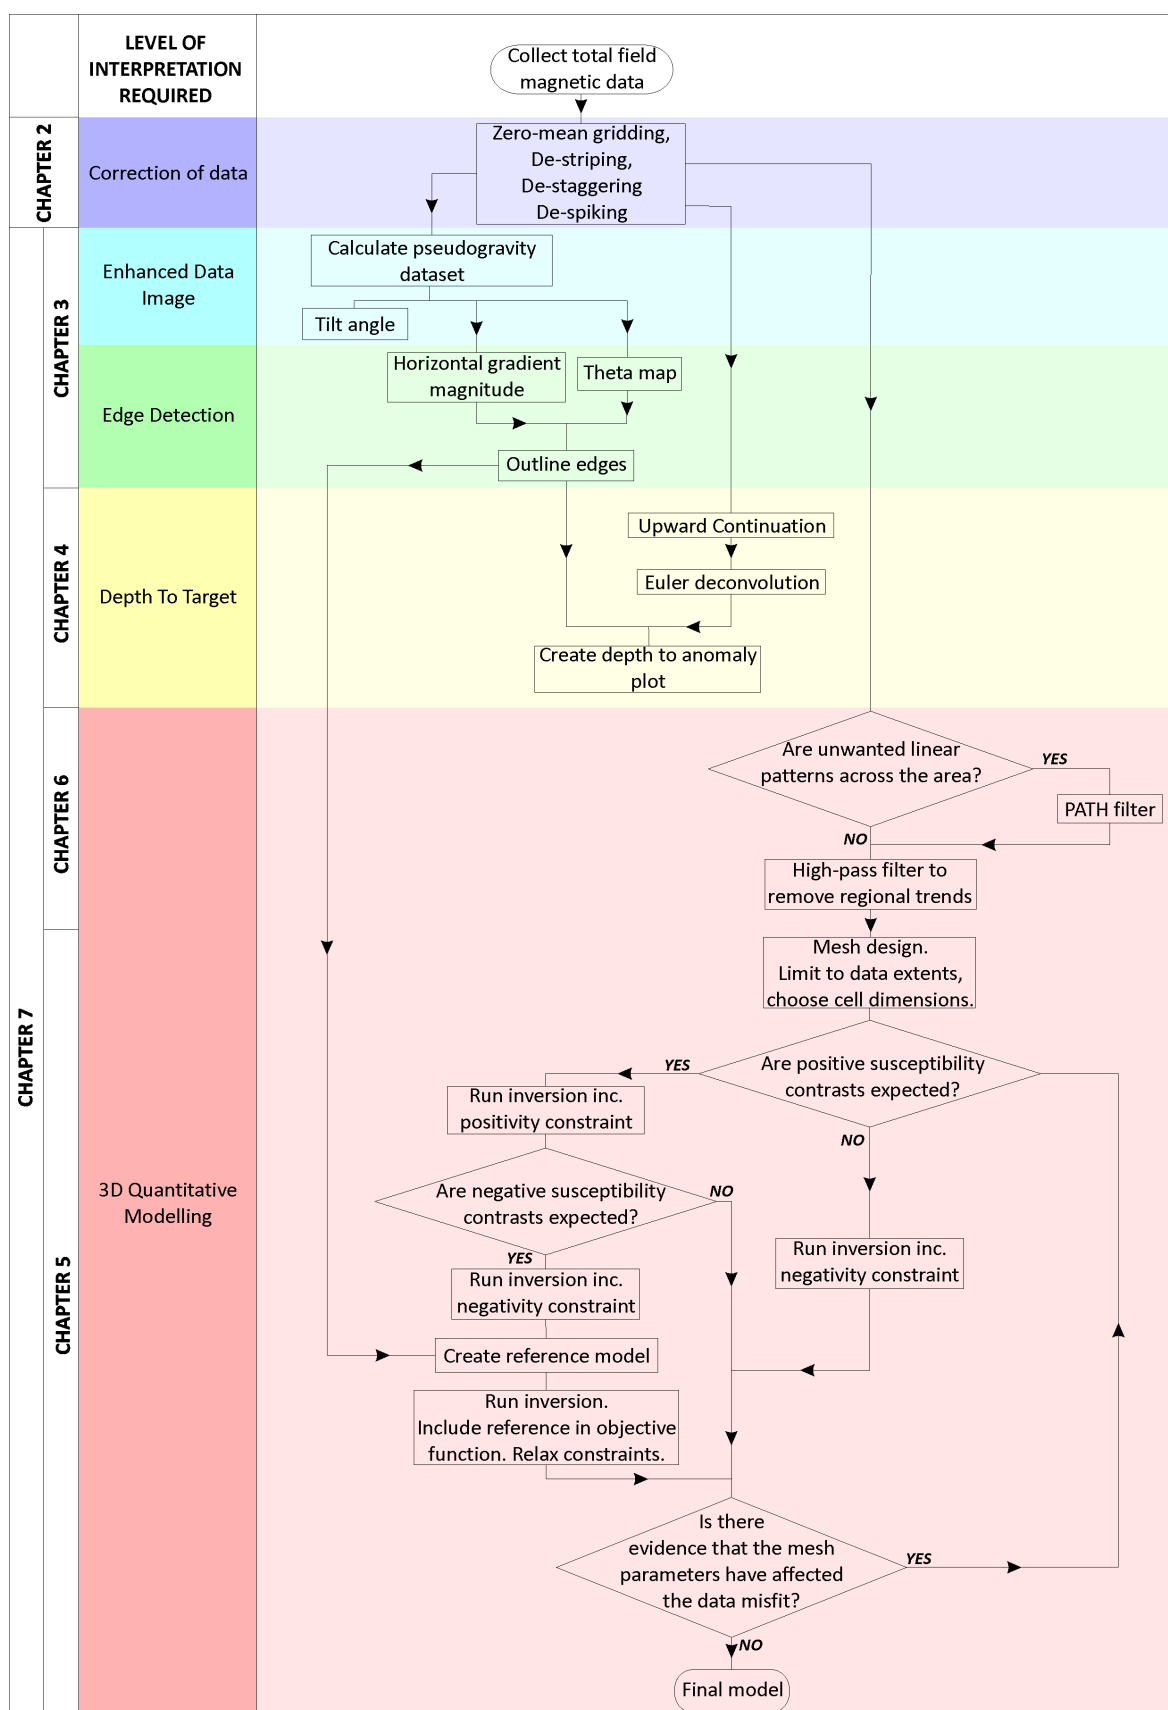 LEVEL OF
INTERPRETATION
REQUIRED
Collect total field
magnetic data
CHAPTER 2
Correction of data
Zero-mean gridding,
De-striping,
De-staggering
De-spiking
CHAPTER 3
Enhanced Data
Image
Calculate pseudogravity
dataset
Tilt angle
Edge Detection
Horizontal gradient
magnitude
Theta map
Outline edges
CHAPTER 4
Depth To Target
Upward Continuation
Euler deconvolution
Create depth to anomaly
plot
CHAPTER 7
CHAPTER 6
Are unwanted linear
patterns across the area?
YES
PATH filter
NO
High-pass filter to
remove regional trends
CHAPTER 5
3D Quantitative
Modelling
Mesh design.
Limit to data extents,
choose cell dimensions.
Are positive susceptibility
contrasts expected?
YES
NO
Run inversion inc.
positivity constraint
Are negative susceptibility
contrasts expected?
NO
YES
Run inversion inc.
negativity constraint
Run inversion inc.
negativity constraint
Create reference model
Run inversion.
Include reference in objective
function. Relax constraints.
Is there
evidence that the mesh
parameters have affected
the data misfit?
YES
NO
Final model